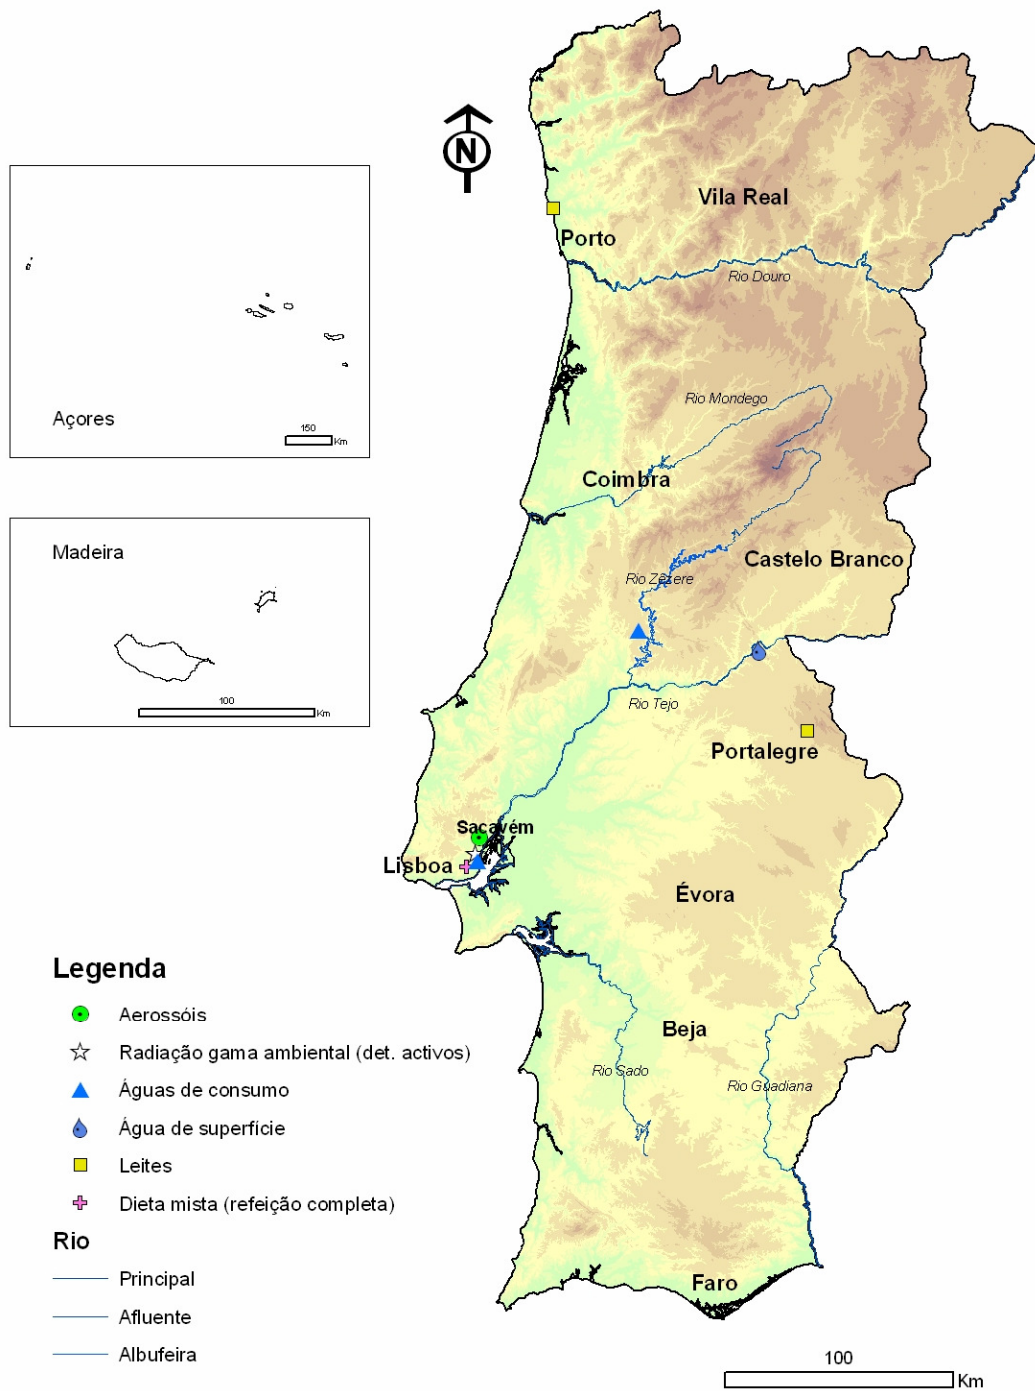 N
Vila Real
Porto
Rio Douro
Açores
150
Km
Rio Mondego
Coimbra
Madeira
100
Km
Castelo Branco
Rio Zêzere
Rio Tejo
Portalegre
Sacavém
Lisboa
Évora
Beja
Rio Sado
Rio Guadiana
Faro
Legenda
Aerossóis
Radiação gama ambiental (det. activos)
Águas de consumo
Água de superfície
Leites
Dieta mista (refeição completa)
Rio
Principal
Afluente
Albufeira
100
Km